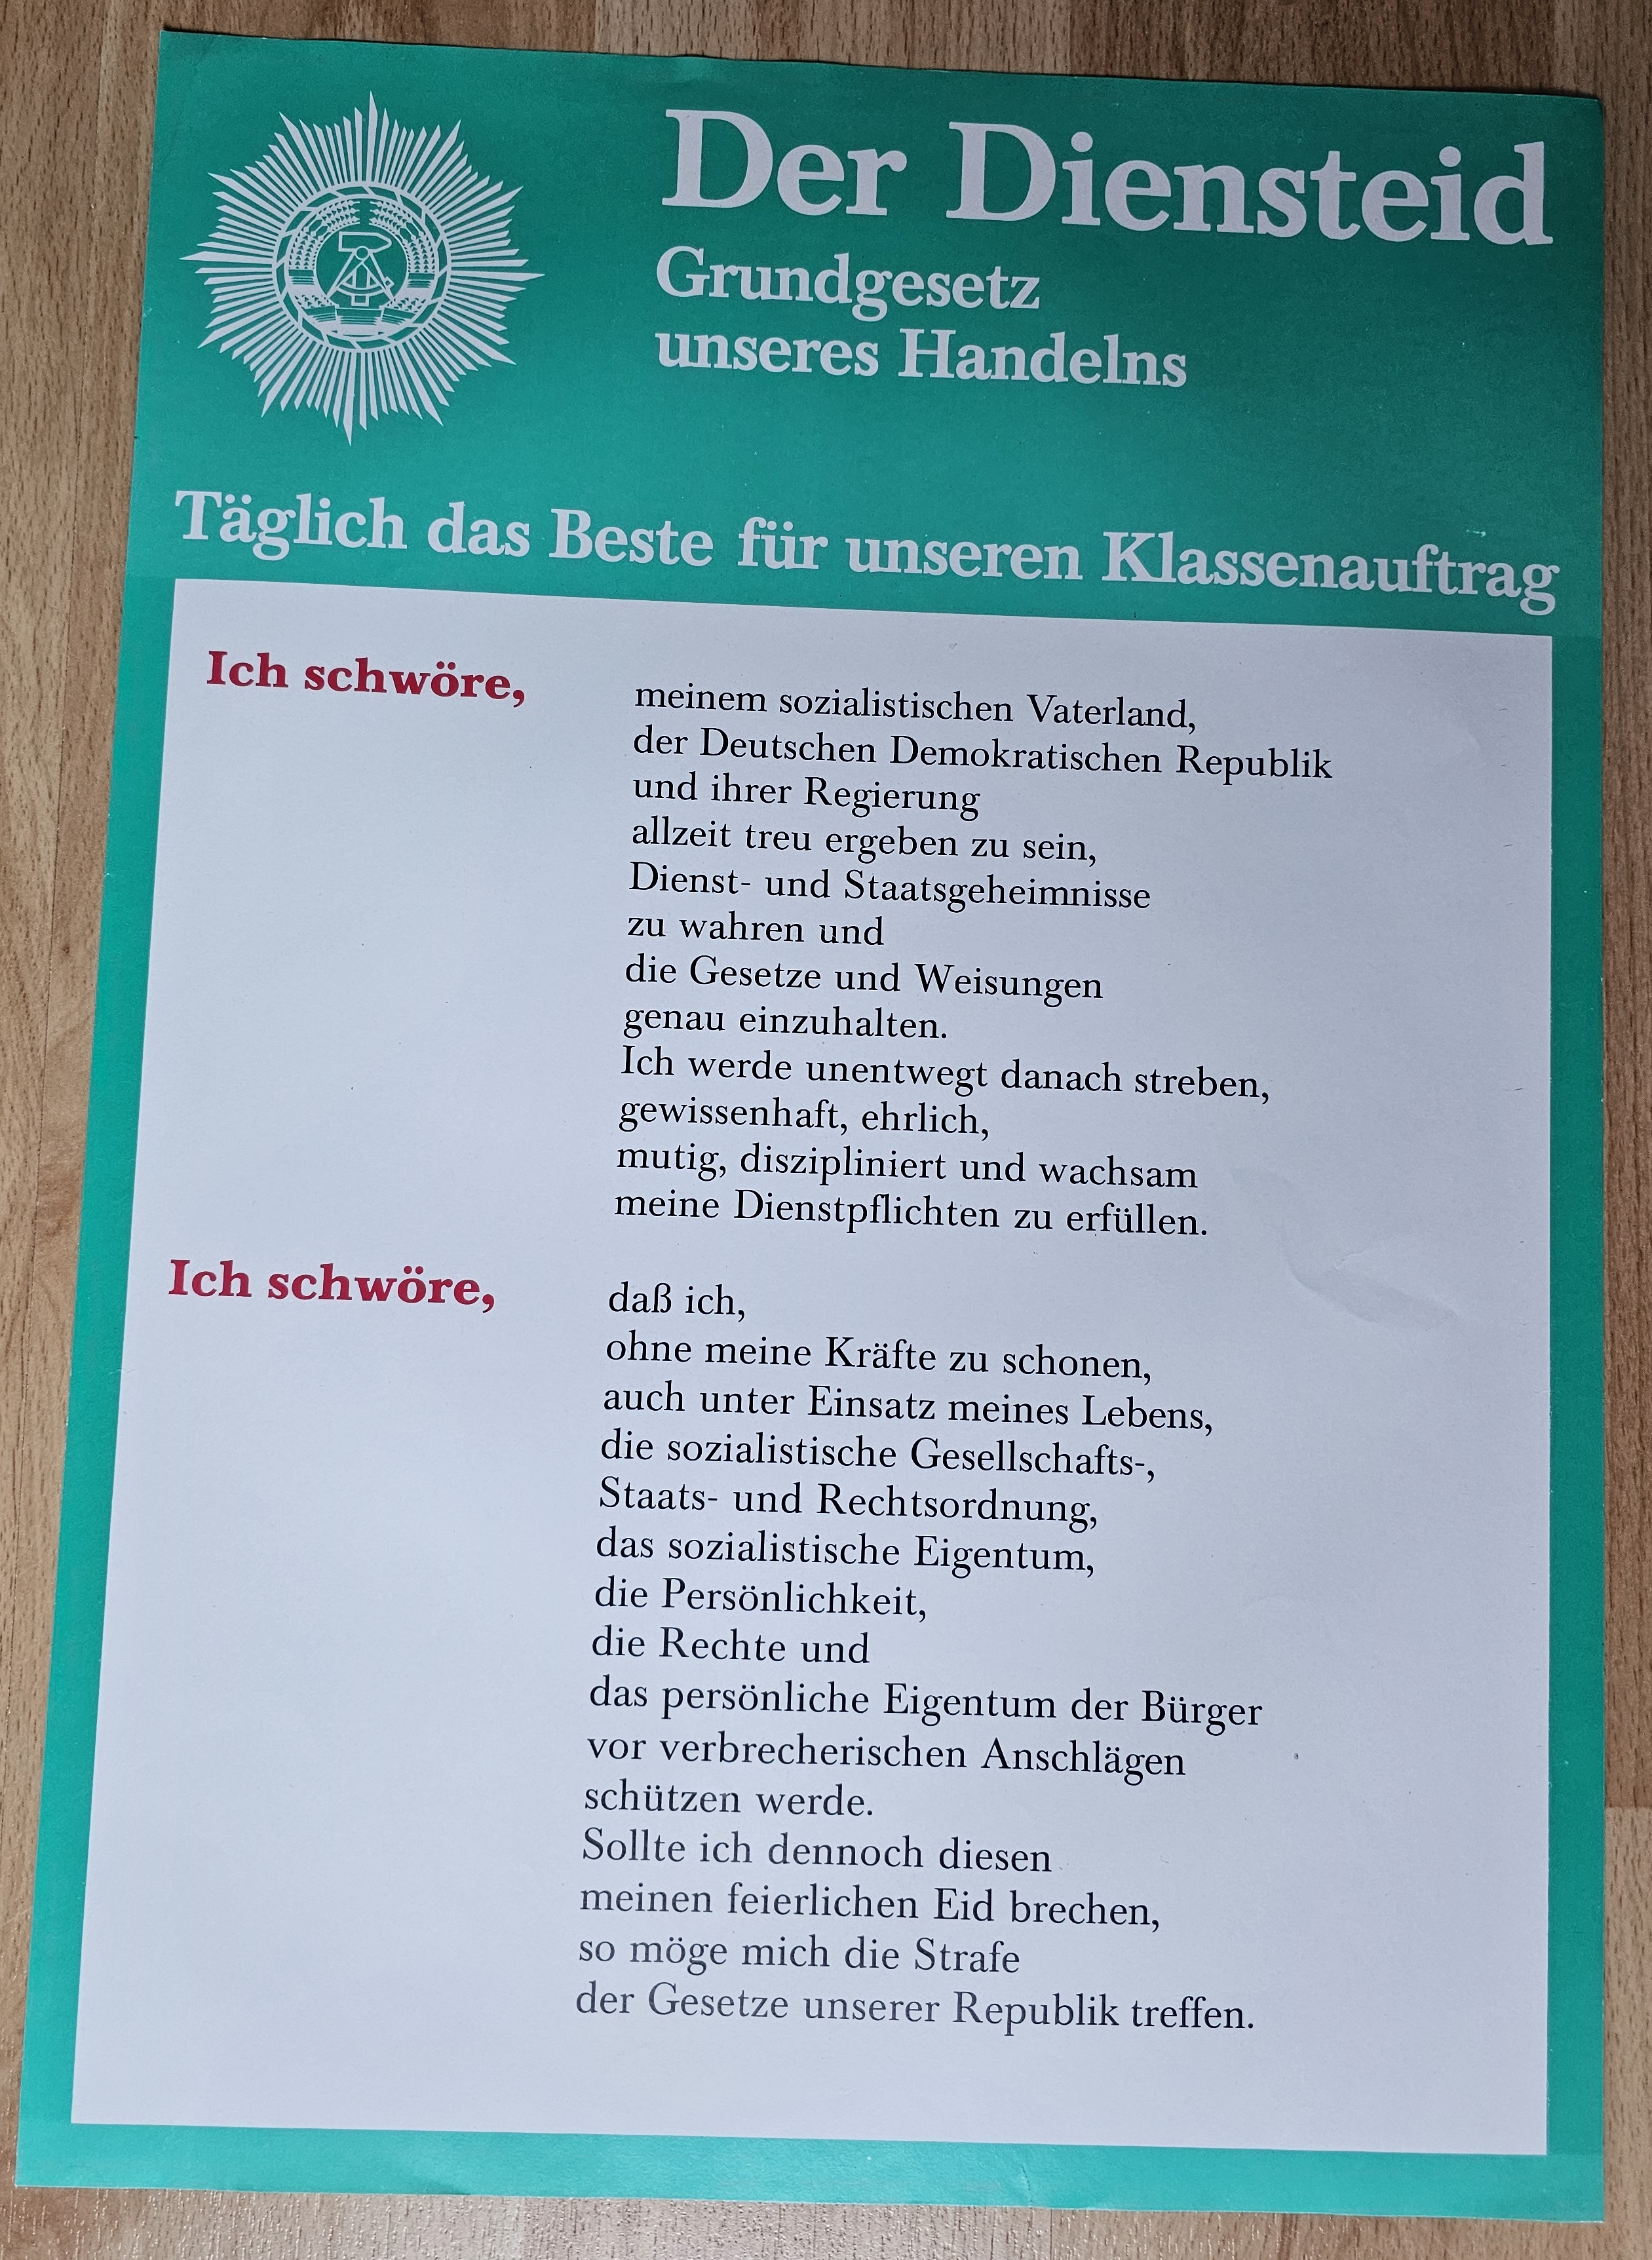 Der Diensteid
Grundgesetz
unseres Handelns
Täglich das Beste für unseren Klassenauftrag
Ich schwöre,
meinem sozialistischen Vaterland,
der Deutschen Demokratischen Republik
und ihrer Regierung
allzeit treu ergeben zu sein,
Dienst- und Staatsgeheimnisse
zu wahren und
die Gesetze und Weisungen
genau einzuhalten.
Ich werde unentwegt danach streben,
gewissenhaft, ehrlich,
mutig, diszipliniert und wachsam
meine Dienstpflichten zu erfüllen.
Ich schwöre,
daß ich,
ohne meine Kräfte zu schonen,
auch unter Einsatz meines Lebens,
die sozialistische Gesellschafts-,
Staats- und Rechtsordnung,
das sozialistische Eigentum,
die Persönlichkeit,
die Rechte und
das persönliche Eigentum der Bürger
vor verbrecherischen Anschlägen
schützen werde.
Sollte ich dennoch diesen
meinen feierlichen Eid brechen,
so möge mich die Strafe
der Gesetze unserer Republik treffen.